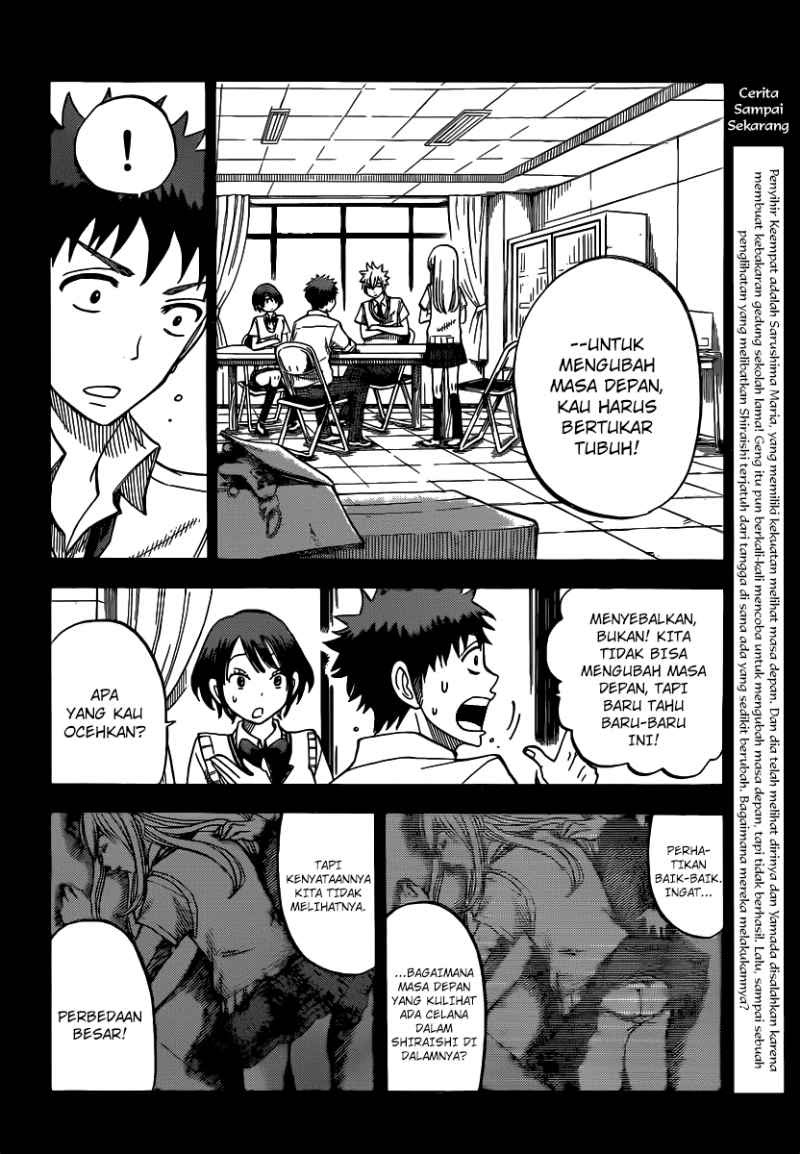 Cerita
Sampai
Sekarang
Penyihir Keempat adalah Sarushima Maria, yang memiliki kekuatan melihat masa depan. Dan dia telah melihat dirinya dan Yamada disalahkan karena
membuat kebakaran gedung sekolah lama! Geng itu pun berkali-kali mencoba untuk mengubah masa depan, tapi tidak berhasil. Lalu, sampai sebuah
penglihatan yang melibatkan Shiraishi terjatuh dari tangga di sana ada yang sedikit berubah. Bagaimana mereka melakukannya?
--UNTUK
MENGUBAH
MASA DEPAN,
KAU HARUS
BERTUKAR
TUBUH!
!
MENYEBALKAN,
BUKAN! KITA
TIDAK BISA
MENGUBAH MASA
DEPAN, TAPI
BARU TAHU
BARU-BARU
INI!
APA
YANG KAU
OCEHKAN?
PERHA-
TIKAN
BAIK-BAIK.
INGAT...
...BAGAIMANA
MASA DEPAN
YANG KULIHAT
ADA CELANA
DALAM
SHIRAISHI DI
DALAMNYA?
TAPI
KENYATAANNYA
KITA TIDAK
MELIHATNYA.
PERBEDAAN
BESAR!